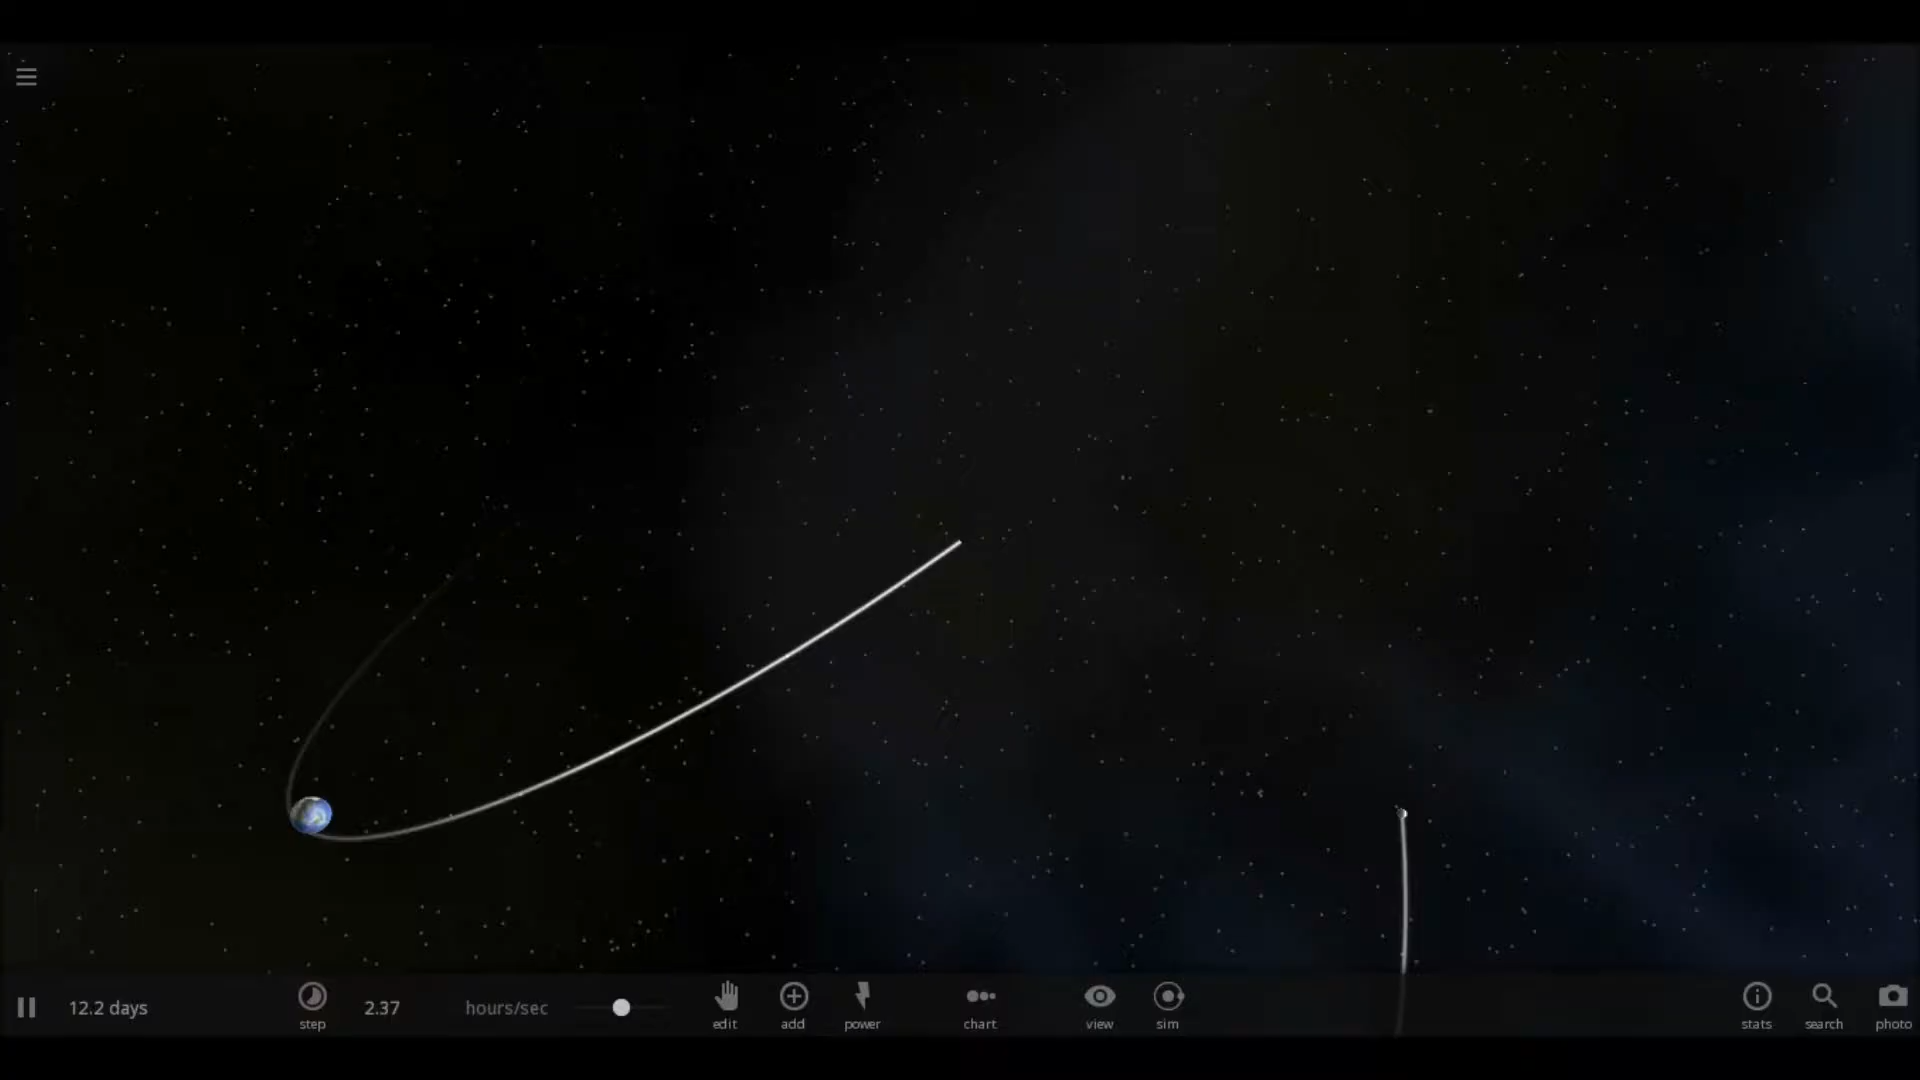 12.2 days
step
2.37
hours/sec
edit
add
power
chart
view
sim
stats
search
photo